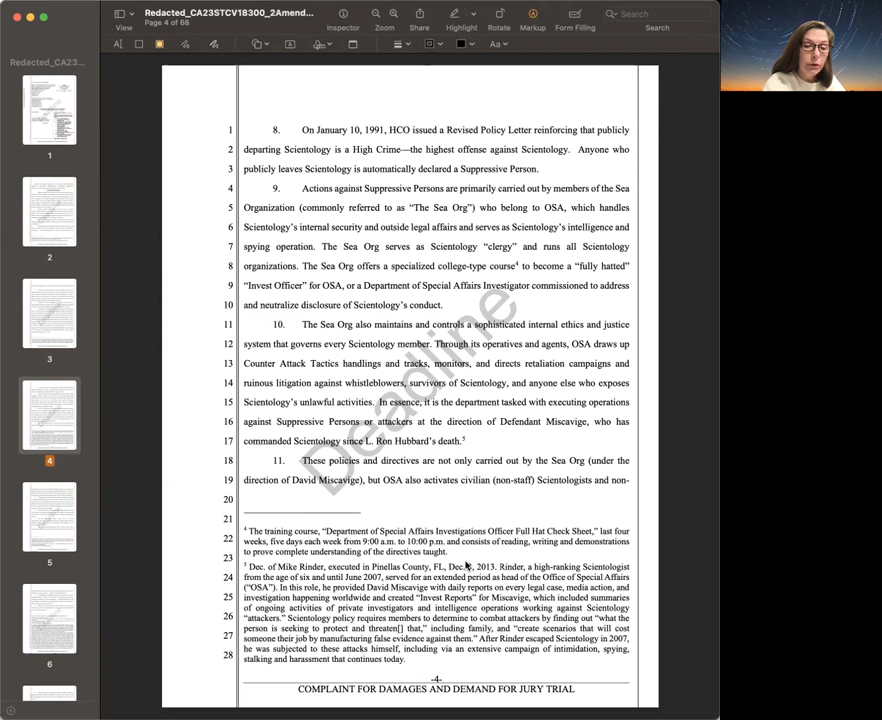 Redacted_CA23STCV18300_2Amend...
Page 4 of 68
View
Inspector
Zoom
Share
Highlight
Rotate
Markup
Form Filling
Search
Search
Aa
Redacted_CA23...
1
2
3
4
5
6
1 8. On January 10, 1991, HCO issued a Revised Policy Letter reinforcing that publicly
2 departing Scientology is a High Crime—the highest offense against Scientology. Anyone who
3 publicly leaves Scientology is automatically declared a Suppressive Person.
4 9. Actions against Suppressive Persons are primarily carried out by members of the Sea
5 Organization (commonly referred to as “The Sea Org”) who belong to OSA, which handles
6 Scientology’s internal security and outside legal affairs and serves as Scientology’s intelligence and
7 spying operation. The Sea Org serves as Scientology “clergy” and runs all Scientology
8 organizations. The Sea Org offers a specialized college-type course4 to become a “fully hatted”
9 “Invest Officer” for OSA, or a Department of Special Affairs Investigator commissioned to address
10 and neutralize disclosure of Scientology’s conduct.
11 10. The Sea Org also maintains and controls a sophisticated internal ethics and justice
12 system that governs every Scientology member. Through its operatives and agents, OSA draws up
13 Counter Attack Tactics handlings and tracks, monitors, and directs retaliation campaigns and
14 ruinous litigation against whistleblowers, survivors of Scientology, and anyone else who exposes
15 Scientology’s unlawful activities. In essence, it is the department tasked with executing operations
16 against Suppressive Persons or attackers at the direction of Defendant Miscavige, who has
17 commanded Scientology since L. Ron Hubbard’s death.5
18 11. These policies and directives are not only carried out by the Sea Org (under the
19 direction of David Miscavige), but OSA also activates civilian (non-staff) Scientologists and non-
20
21
22
23
24
25
26
27
28
4 The training course, “Department of Special Affairs Investigations Officer Full Hat Check Sheet,” last four
weeks, five days each week from 9:00 a.m. to 10:00 p.m. and consists of reading, writing and demonstrations
to prove complete understanding of the directives taught.
5 Dec. of Mike Rinder, executed in Pinellas County, FL, Dec. , 2013. Rinder, a high-ranking Scientologist
from the age of six and until June 2007, served for an extended period as head of the Office of Special Affairs
(“OSA”). In this role, he provided David Miscavige with daily reports on every legal case, media action, and
investigation happening worldwide and created “Invest Reports” for Miscavige, which included summaries
of ongoing activities of private investigators and intelligence operations working against Scientology
“attackers.” Scientology policy requires members to determine to combat attackers by finding out “what the
person is seeking to protect and threaten[] that,” including family, and “create scenarios that will cost
someone their job by manufacturing false evidence against them.” After Rinder escaped Scientology in 2007,
he was subjected to these attacks himself, including via an extensive campaign of intimidation, spying,
stalking and harassment that continues today.
Deadline
-4-
COMPLAINT FOR DAMAGES AND DEMAND FOR JURY TRIAL